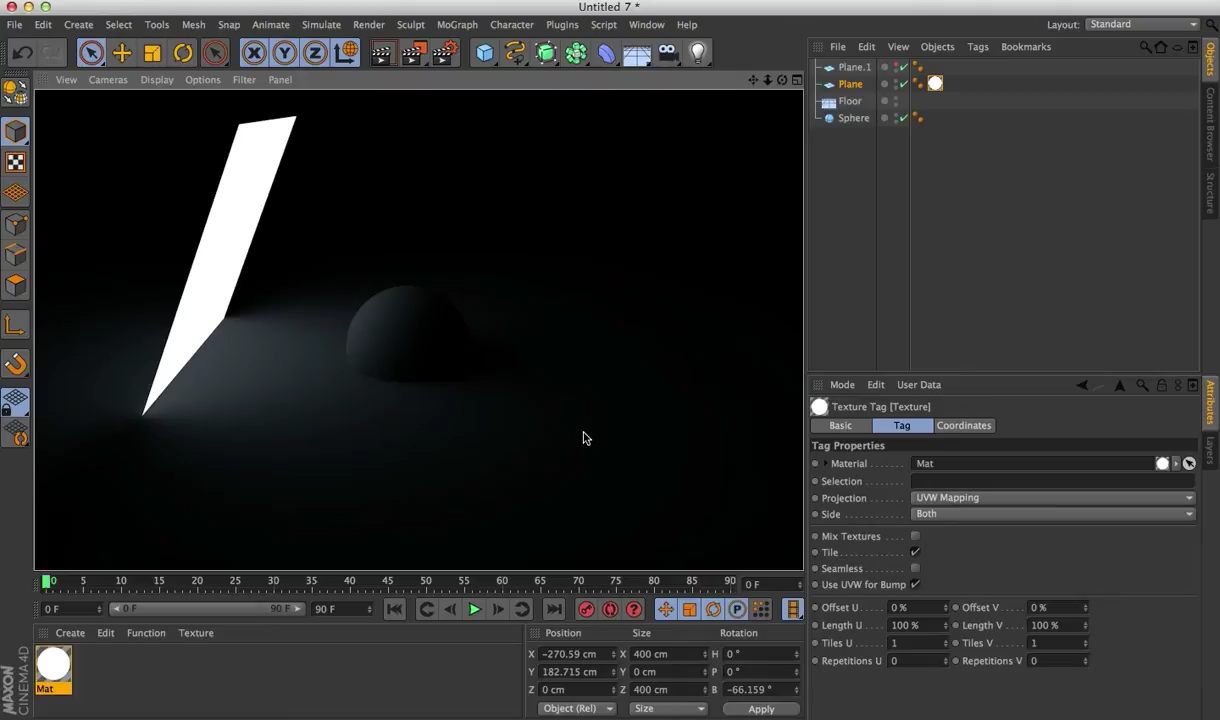 Untitled 7 *
File Edit Create Select Tools Mesh Snap Animate Simulate Render Sculpt MoGraph Character Plugins Script Window Help Layout: Standard
X Y Z
File Edit View Objects Tags Bookmarks
View Cameras Display Options Filter Panel
Plane.1
Plane
Floor
Sphere
Objects
Content Browser
Structure
Mode Edit User Data
Texture Tag [Texture]
Basic Tag Coordinates
Tag Properties
Material Mat
Selection
Projection UVW Mapping
Side Both
Mix Textures
Tile
Seamless
Use UVW for Bump
Offset U 0 % Offset V 0 %
Length U 100 % Length V 100 %
Tiles U 1 Tiles V 1
Repetitions U 0 Repetitions V 0
Attributes
Layers
0 5 10 15 20 25 30 35 40 45 50 55 60 65 70 75 80 85 90 0 F
0 F 0 F 90 F 90 F ? P
Create Edit Function Texture
Mat
Position Size Rotation
X -270.59 cm X 400 cm H 0 °
Y 182.715 cm Y 0 cm P 0 °
Z 0 cm Z 400 cm B -66.159 °
Object (Rel) Size Apply
MAXON
CINEMA 4D